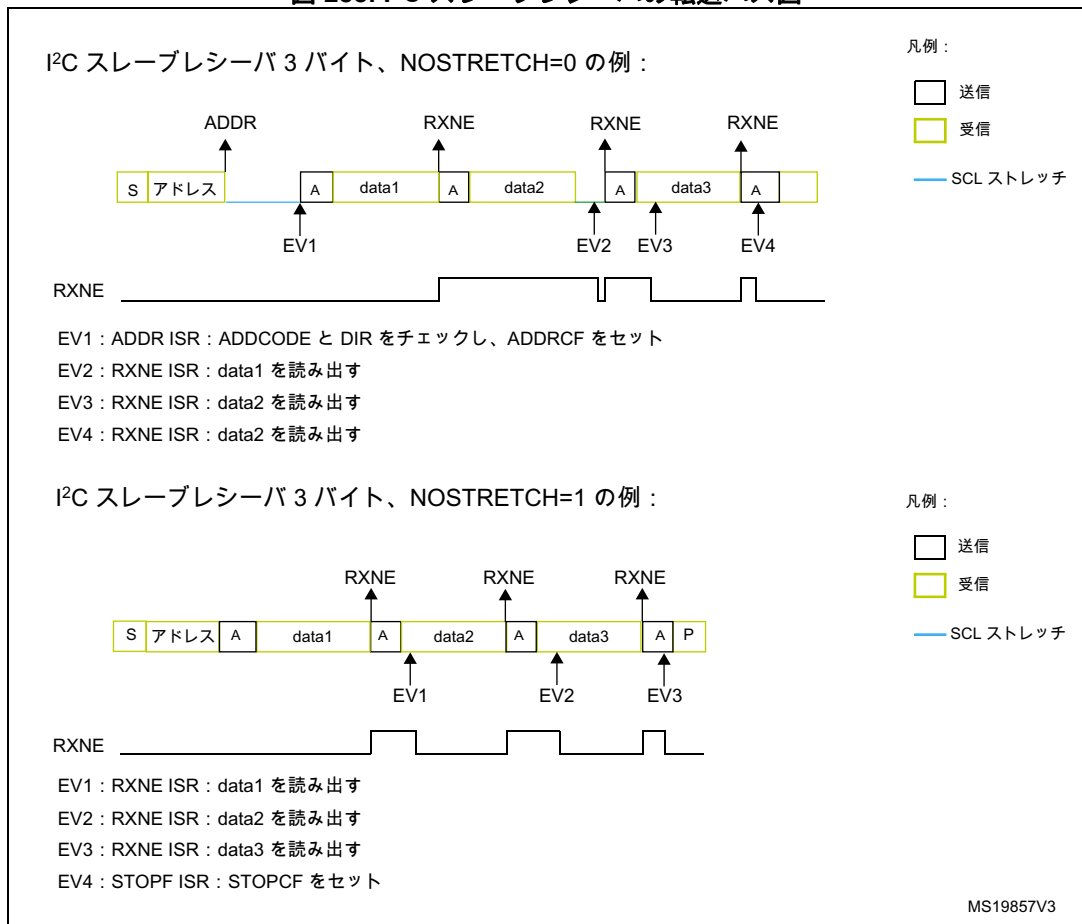 I²C スレーブレシーバ 3 バイト、NOSTRETCH=0 の例：
凡例：
送信
受信
SCL ストレッチ
ADDR RXNE RXNE RXNE
S アドレス A data1 A data2 A data3 A
EV1 EV2 EV3 EV4
RXNE
EV1：ADDR ISR：ADDCODE と DIR をチェックし、ADDRCF をセット
EV2：RXNE ISR：data1 を読み出す
EV3：RXNE ISR：data2 を読み出す
EV4：RXNE ISR：data2 を読み出す
I²C スレーブレシーバ 3 バイト、NOSTRETCH=1 の例：
凡例：
送信
受信
SCL ストレッチ
RXNE RXNE RXNE
S アドレス A data1 A data2 A data3 A P
EV1 EV2 EV3
RXNE
EV1：RXNE ISR：data1 を読み出す
EV2：RXNE ISR：data2 を読み出す
EV3：RXNE ISR：data3 を読み出す
EV4：STOPF ISR：STOPCF をセット
MS19857V3